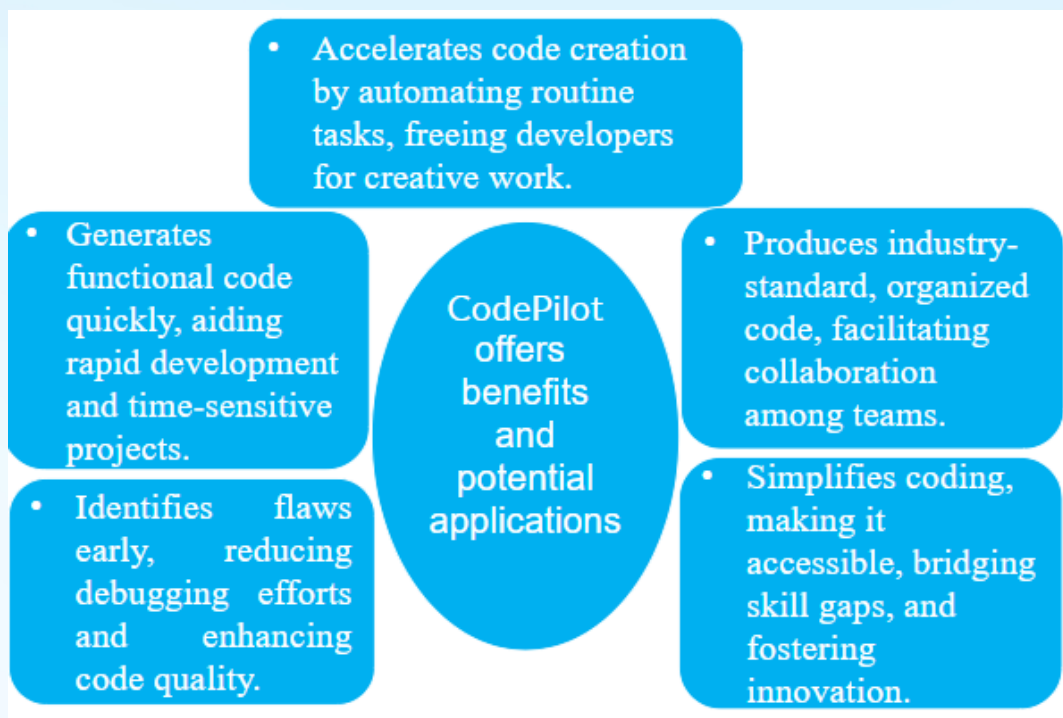 • Accelerates code creation
by automating routine
tasks, freeing developers
for creative work.
• Generates
functional code
quickly, aiding
rapid development
and time-sensitive
projects.
CodePilot
offers
benefits
and
potential
applications
• Produces industry-
standard, organized
code, facilitating
collaboration
among teams.
• Identifies flaws
early, reducing
debugging efforts
and enhancing
code quality.
• Simplifies coding,
making it
accessible, bridging
skill gaps, and
fostering
innovation.